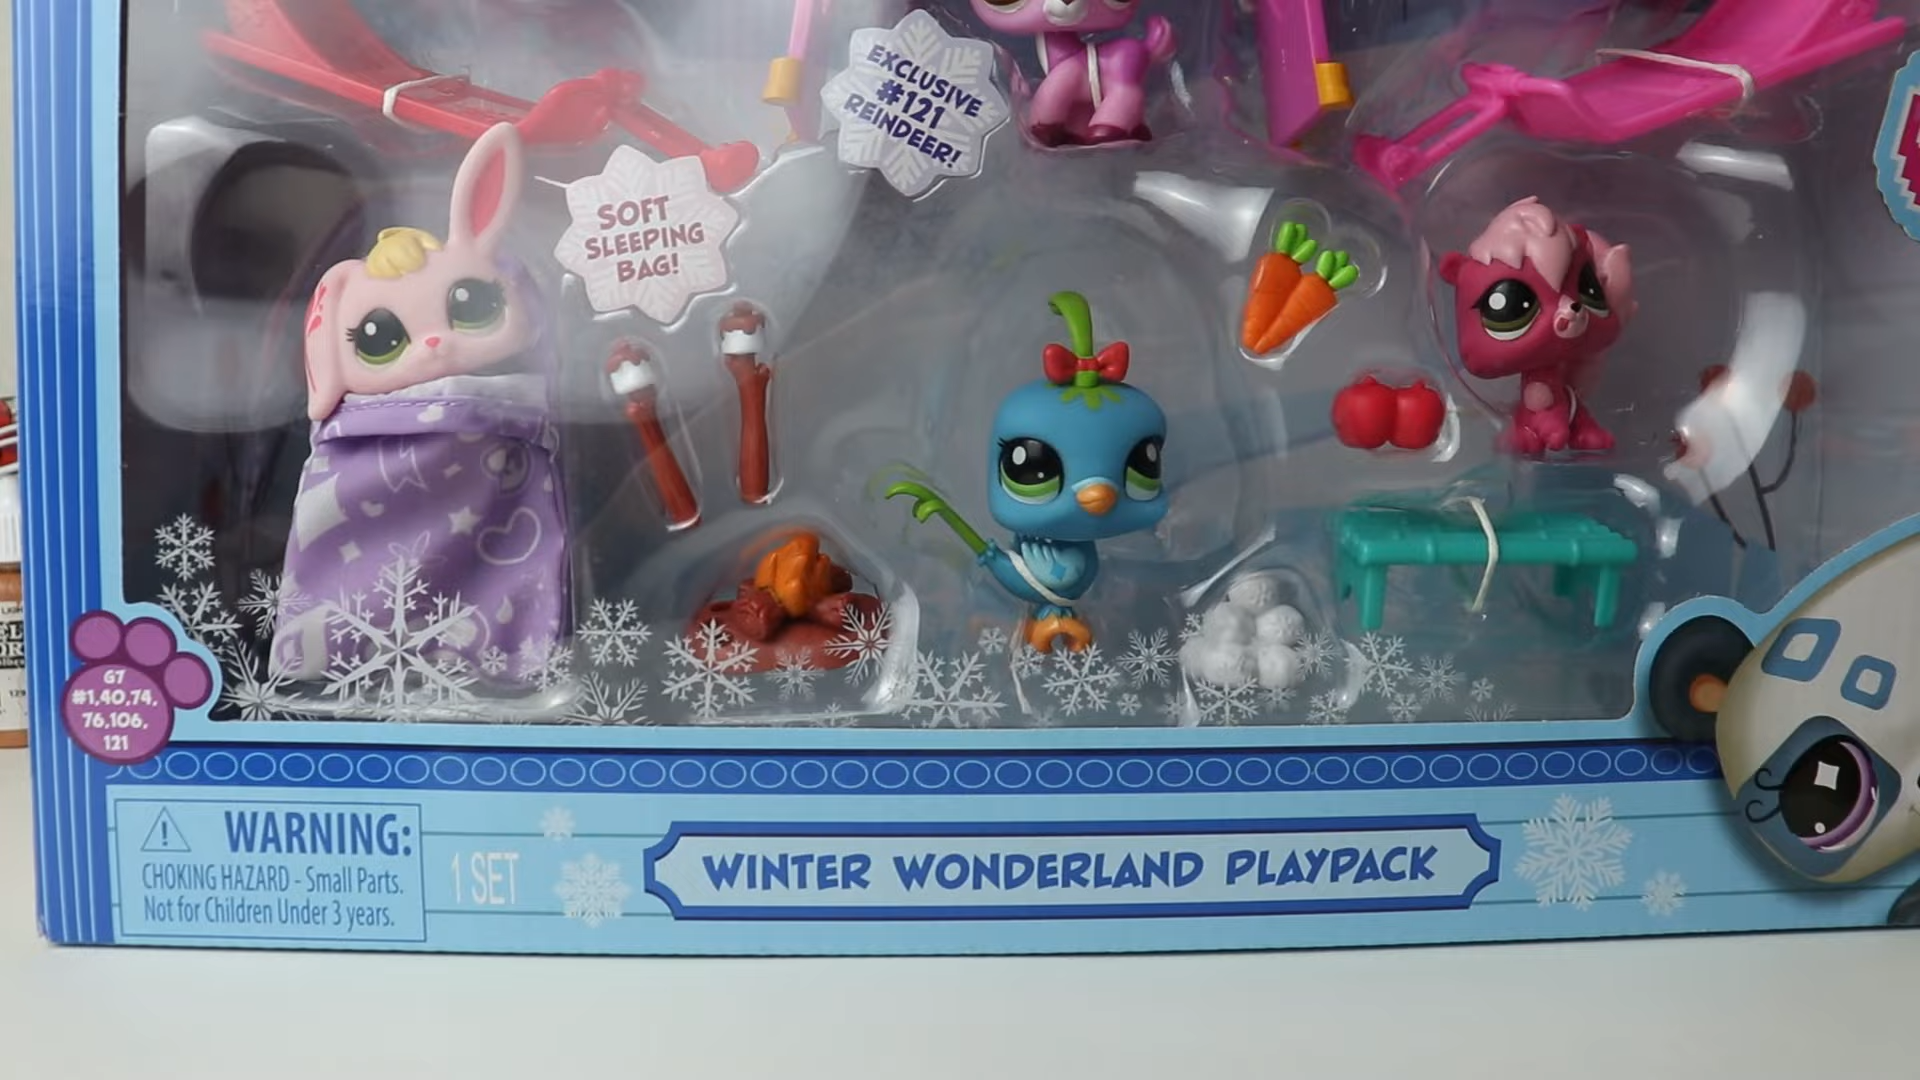 EXCLUSIVE
#121
REINDEER!
SOFT
SLEEPING
BAG!
G7
#1,40,74,
76,106,
121
WARNING:
CHOKING HAZARD - Small Parts.
Not for Children Under 3 years.
1 SET
WINTER WONDERLAND PLAYPACK